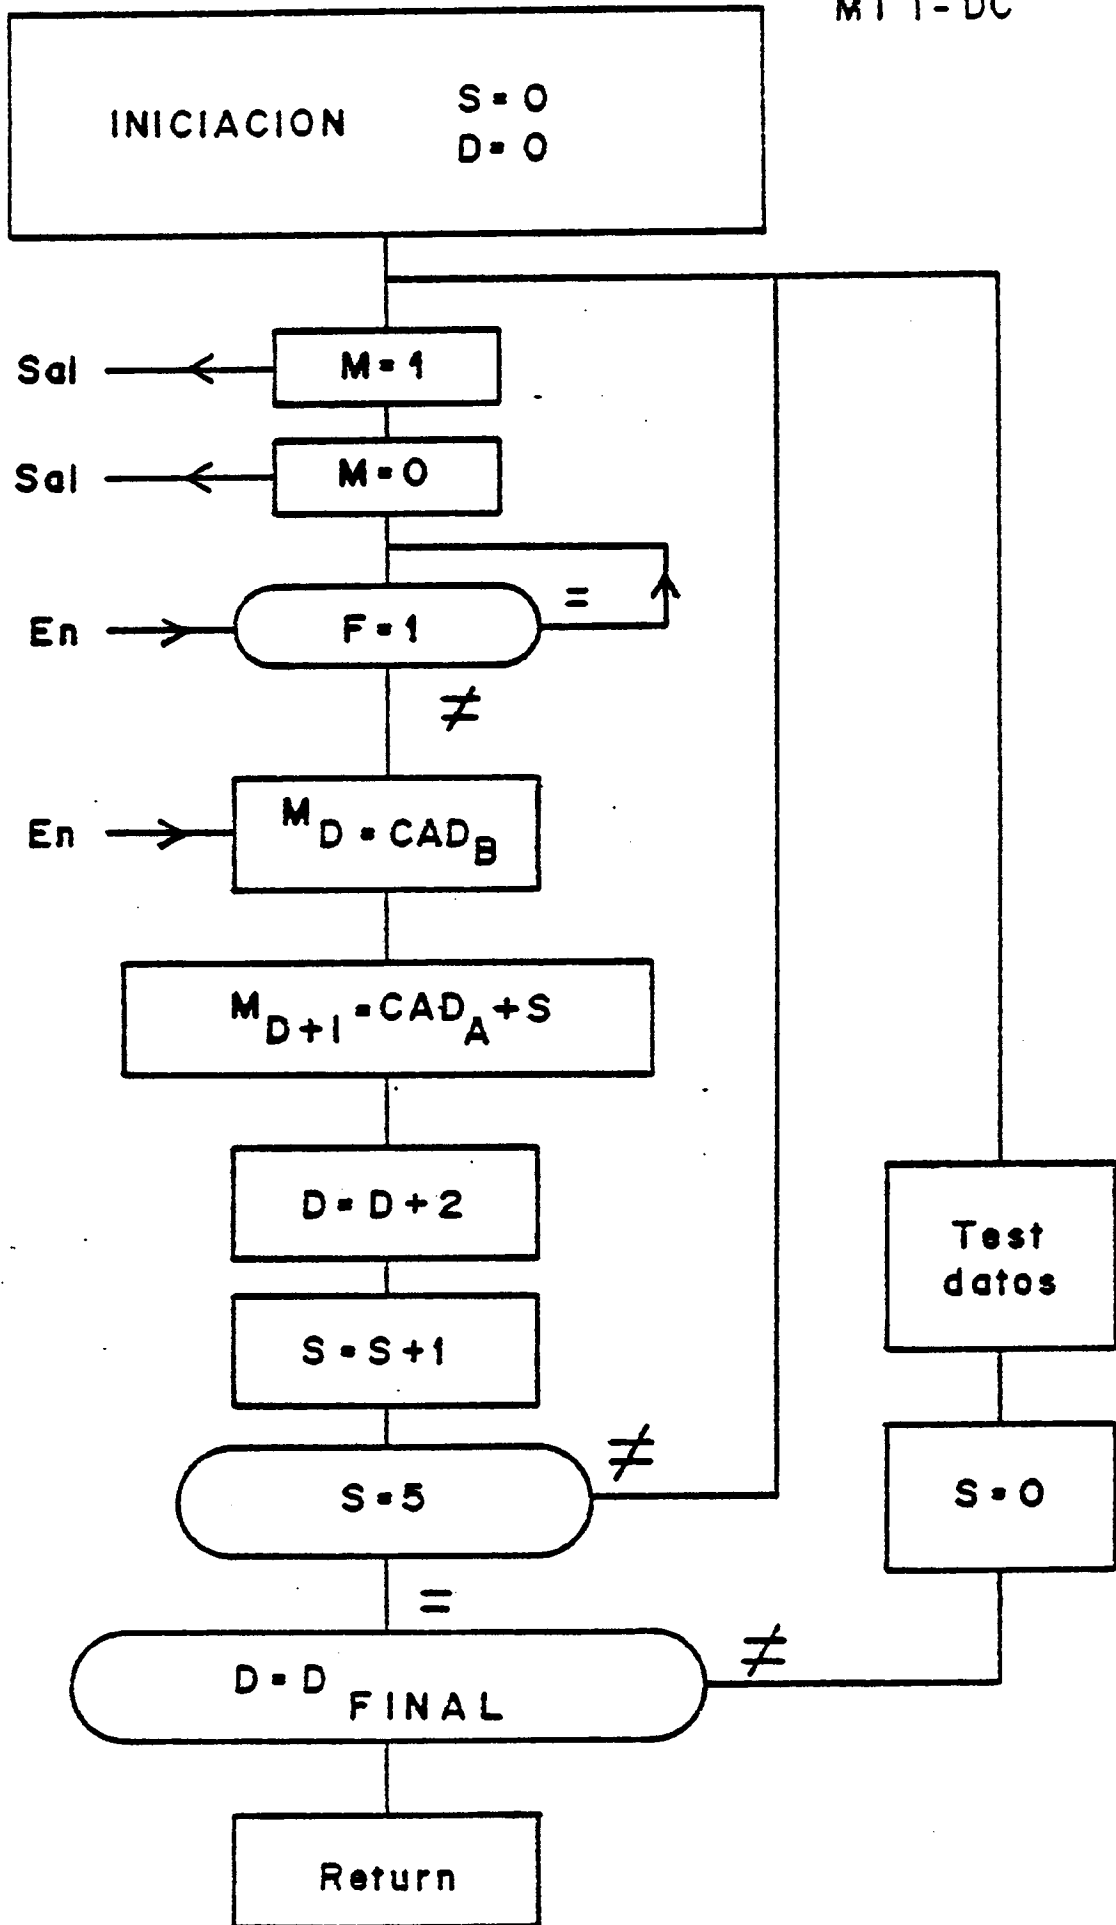 INICIACION
S = 0
D = 0
Sal
M = 1
Sal
M = 0
En
F = 1
=
≠
En
M D = CAD B
M D+1 = CAD A + S
D = D + 2
S = S + 1
S = 5
≠
=
D = D FINAL
≠
Test
datos
S = 0
Return